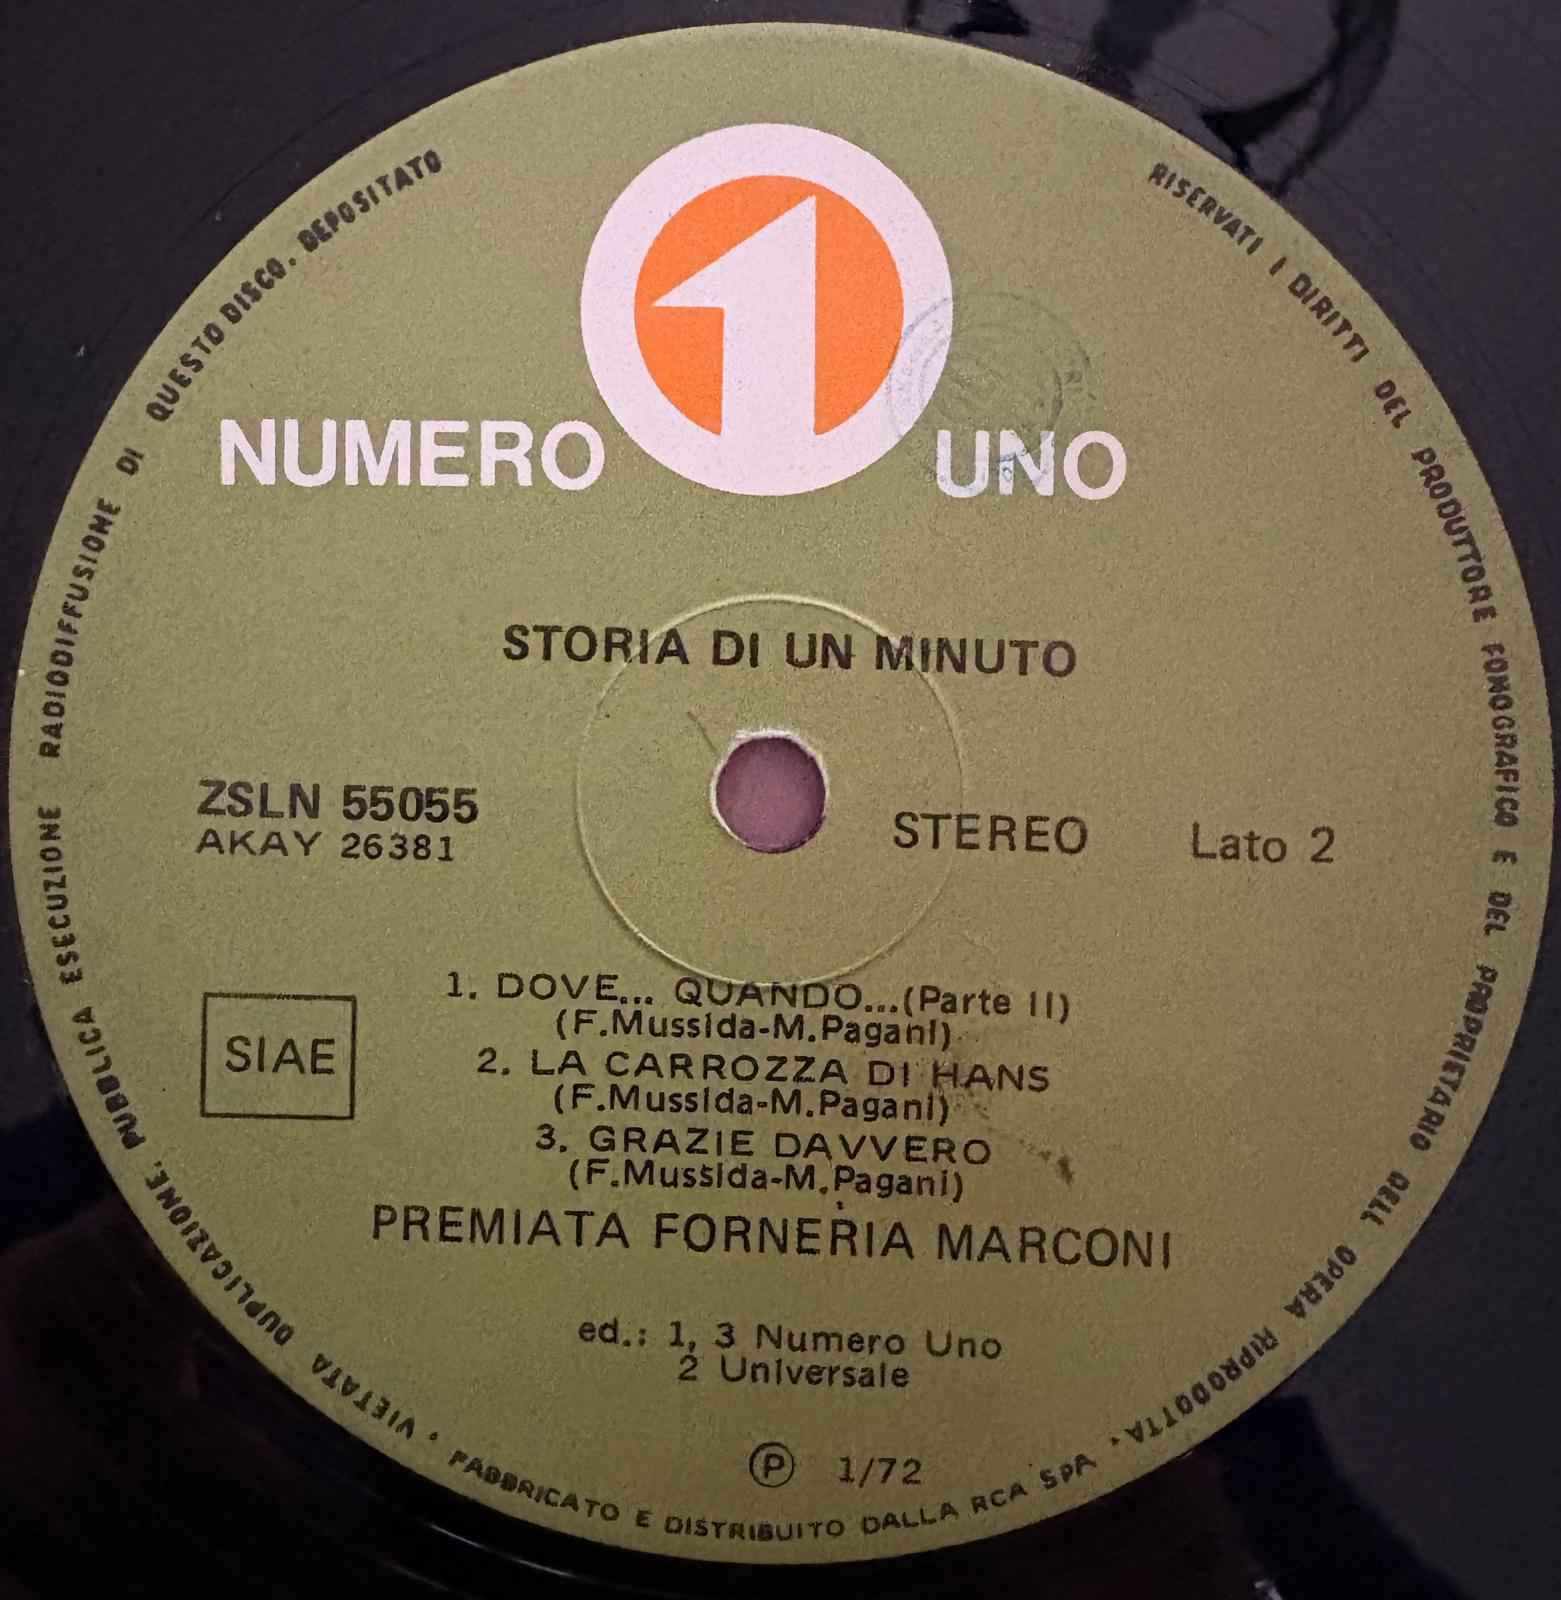 RISERVATI I DIRITTI DEL PRODUTTORE FONOGRAFICO E DEL PROPRIETARIO DELL OPERA RIPRODOTTA.
1
NUMERO UNO
STORIA DI UN MINUTO
ZSLN 55055
AKAY 26381
STEREO Lato 2
SIAE
1. DOVE... QUANDO...(Parte II)
(F.Mussida-M.Pagani)
2. LA CARROZZA DI HANS
(F.Mussida-M.Pagani)
3. GRAZIE DAVVERO
(F.Mussida-M.Pagani)
PREMIATA FORNERIA MARCONI
ed.: 1, 3 Numero Uno
2 Universale
Ⓟ 1/72
FABBRICATO E DISTRIBUITO DALLA RCA SPA
VIETATA DUPLICAZIONE, PUBBLICA ESECUZIONE RADIODIFFUSIONE DI QUESTO DISCO. DEPOSITATO